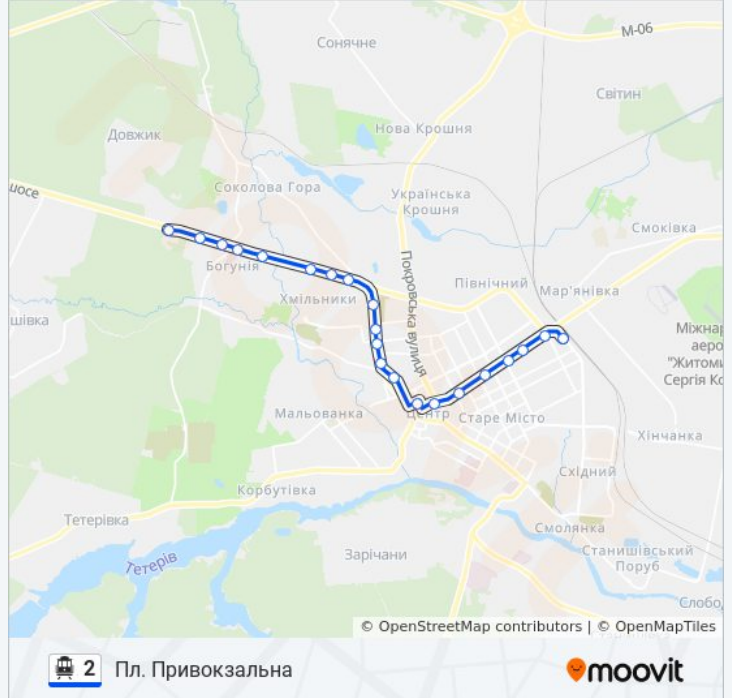 Сонячне
М-06
Світин
Нова Крошня
Довжик
шосе
Соколова Гора
Українська
Крошня
Смоківка
Богунія
Покровська вулиця
Північний
Мар'янівка
Хмільники
шівка
Міжнар
аеро
"Житоми
Сергія Ко
Мальованка
Центр
Старе Місто
Хінчанка
Східний
Корбутівка
Тетерівка
Смолянка
Тетерів
Зарічани
Станишівський
Поруб
Слобо
© OpenStreetMap contributors | © OpenMapTiles
2 Пл. Привокзальна
moovit